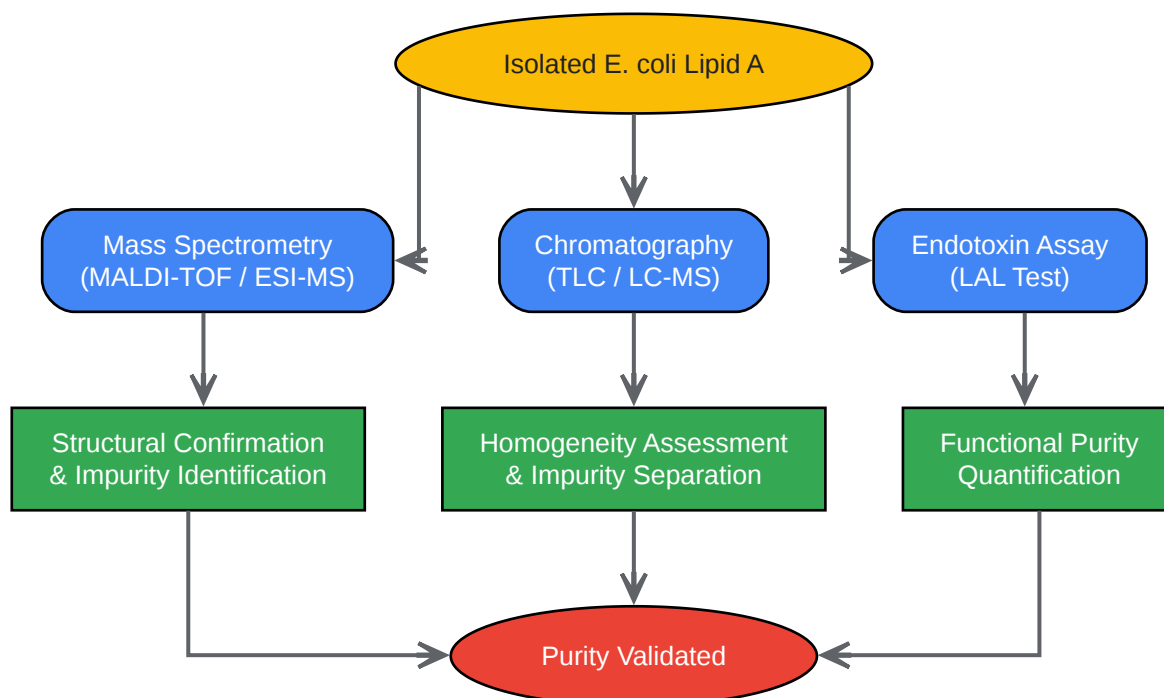 Isolated E. coli Lipid A
Mass Spectrometry
(MALDI-TOF / ESI-MS)
Chromatography
(TLC / LC-MS)
Endotoxin Assay
(LAL Test)
Structural Confirmation
& Impurity Identification
Homogeneity Assessment
& Impurity Separation
Functional Purity
Quantification
Purity Validated